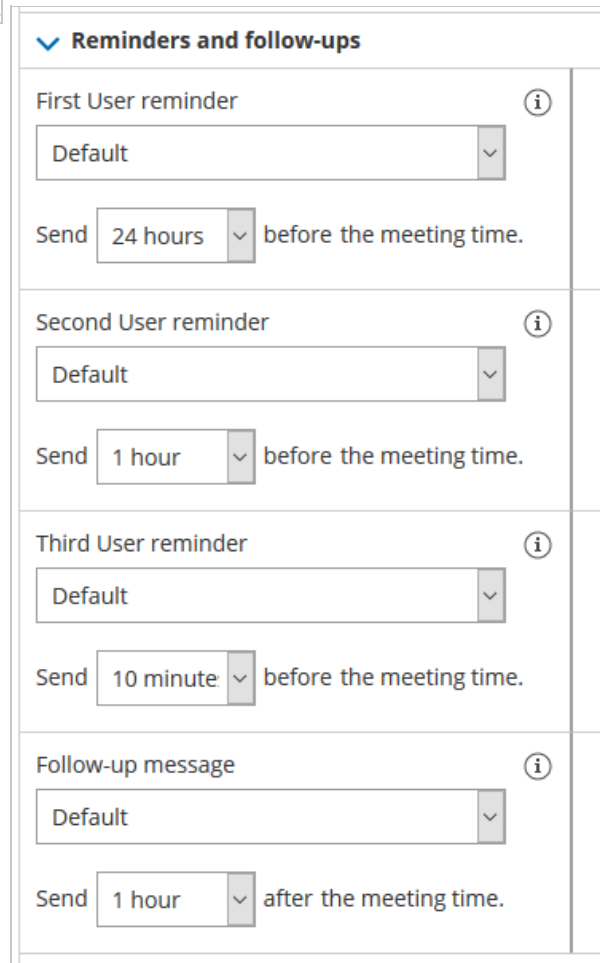 Reminders and follow-ups
First User reminder
Default
Send 24 hours before the meeting time.
Second User reminder
Default
Send 1 hour before the meeting time.
Third User reminder
Default
Send 10 minute before the meeting time.
Follow-up message
Default
Send 1 hour after the meeting time.